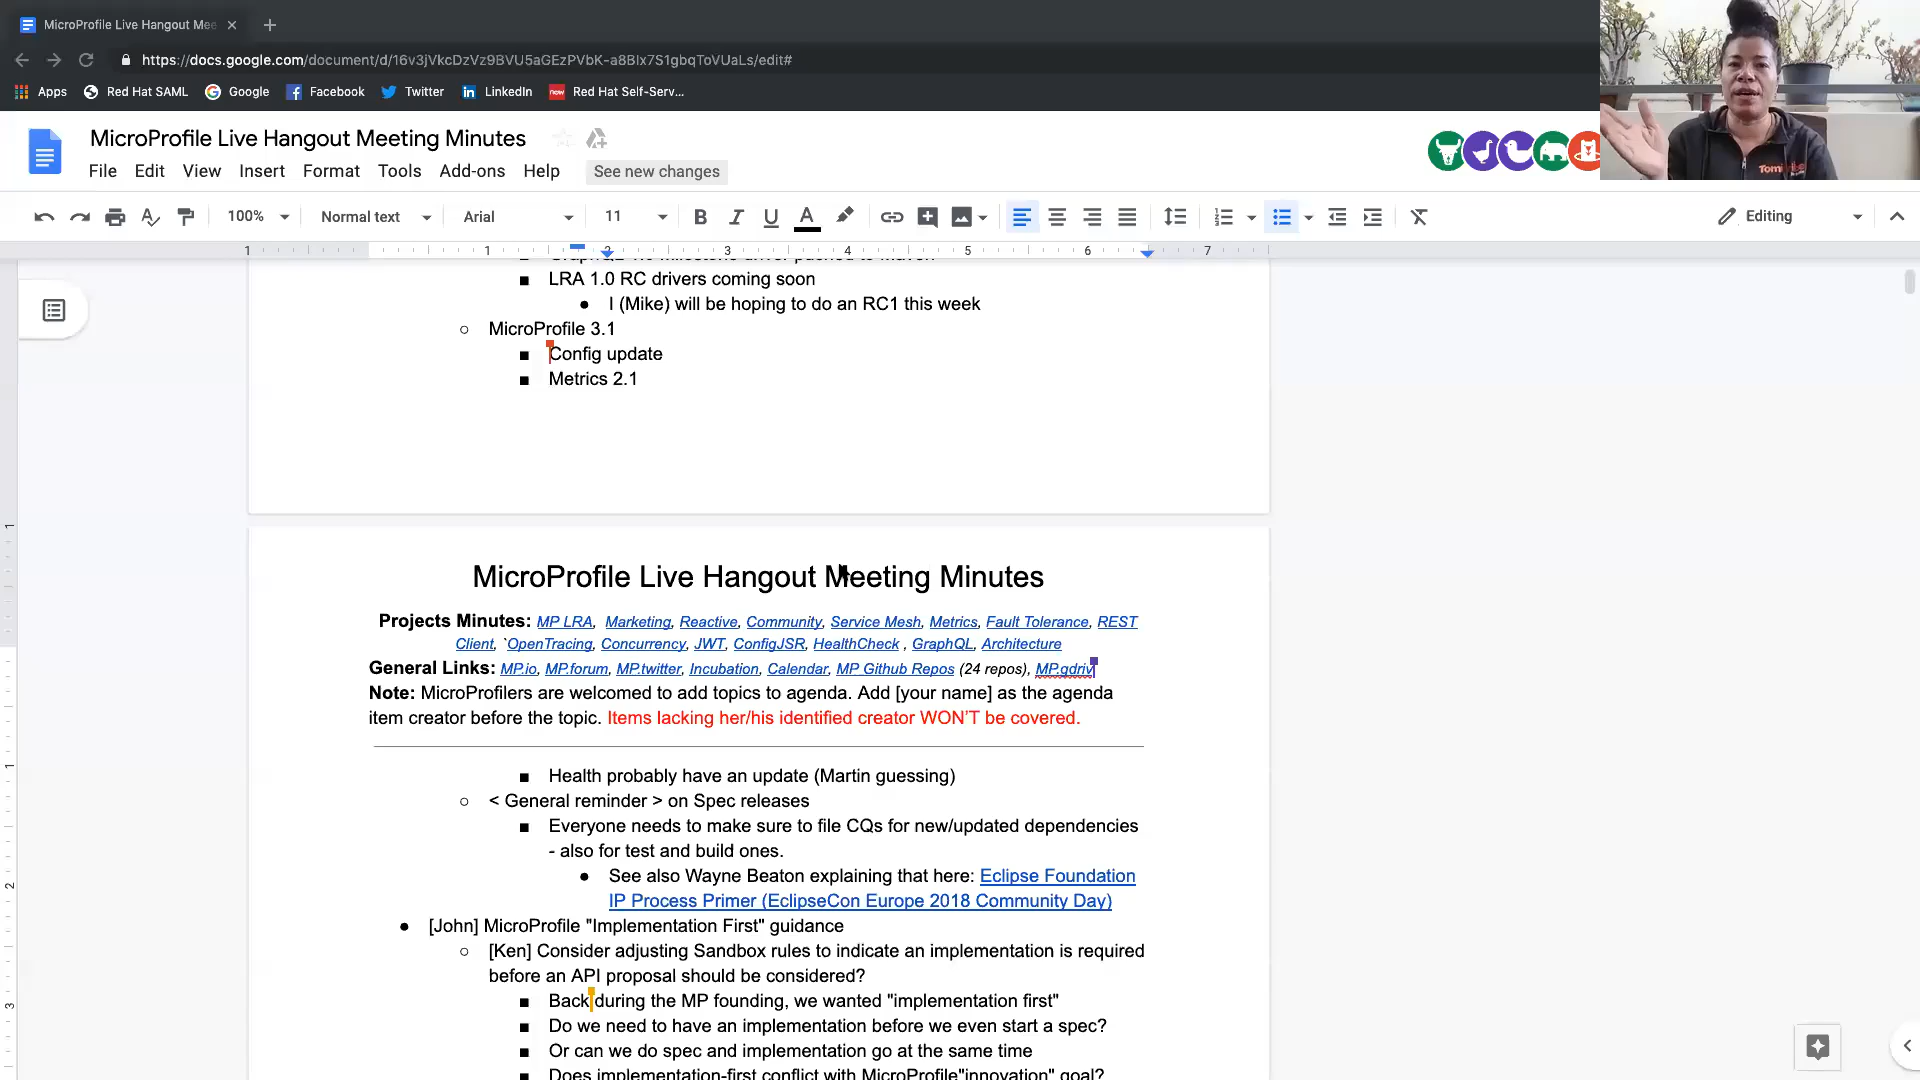 MicroProfile Live Hangout Mee
https://docs.google.com/document/d/16v3jVkcDzVz9BVU5aGEzPVbK-a8BIx7S1gbqToVUaLs/edit#
Apps Red Hat SAML Google Facebook Twitter LinkedIn Red Hat Self-Serv...
MicroProfile Live Hangout Meeting Minutes
File Edit View Insert Format Tools Add-ons Help See new changes
100% Normal text Arial 11 B I U A Editing
1 1 2 3 4 5 6 7
LRA 1.0 RC drivers coming soon
I (Mike) will be hoping to do an RC1 this week
MicroProfile 3.1
Config update
Metrics 2.1
MicroProfile Live Hangout Meeting Minutes
Projects Minutes: MP LRA, Marketing, Reactive, Community, Service Mesh, Metrics, Fault Tolerance, REST
Client, `OpenTracing, Concurrency, JWT, ConfigJSR, HealthCheck , GraphQL, Architecture
General Links: MP.io, MP.forum, MP.twitter, Incubation, Calendar, MP Github Repos (24 repos), MP.gdriv
Note: MicroProfilers are welcomed to add topics to agenda. Add [your name] as the agenda
item creator before the topic. Items lacking her/his identified creator WON'T be covered.
Health probably have an update (Martin guessing)
< General reminder > on Spec releases
Everyone needs to make sure to file CQs for new/updated dependencies
- also for test and build ones.
See also Wayne Beaton explaining that here: Eclipse Foundation
IP Process Primer (EclipseCon Europe 2018 Community Day)
[John] MicroProfile "Implementation First" guidance
[Ken] Consider adjusting Sandbox rules to indicate an implementation is required
before an API proposal should be considered?
Back during the MP founding, we wanted "implementation first"
Do we need to have an implementation before we even start a spec?
Or can we do spec and implementation go at the same time
Does implementation-first conflict with MicroProfile"innovation" goal?